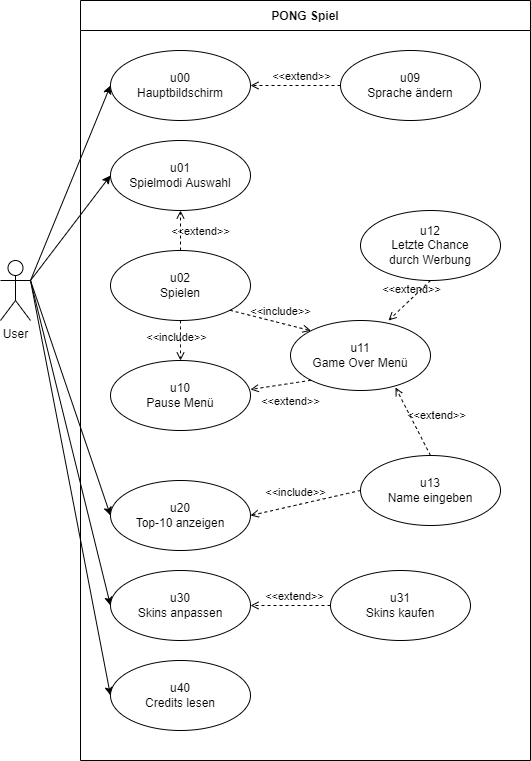 PONG Spiel
u00
Hauptbildschirm
<<extend>>
u09
Sprache ändern
u01
Spielmodi Auswahl
<<extend>>
u12
Letzte Chance
durch Werbung
u02
Spielen
<<extend>>
<<include>>
User
<<include>>
u11
Game Over Menü
u10
Pause Menü
<<extend>>
<<extend>>
u13
Name eingeben
<<include>>
u20
Top-10 anzeigen
u30
Skins anpassen
<<extend>>
u31
Skins kaufen
u40
Credits lesen